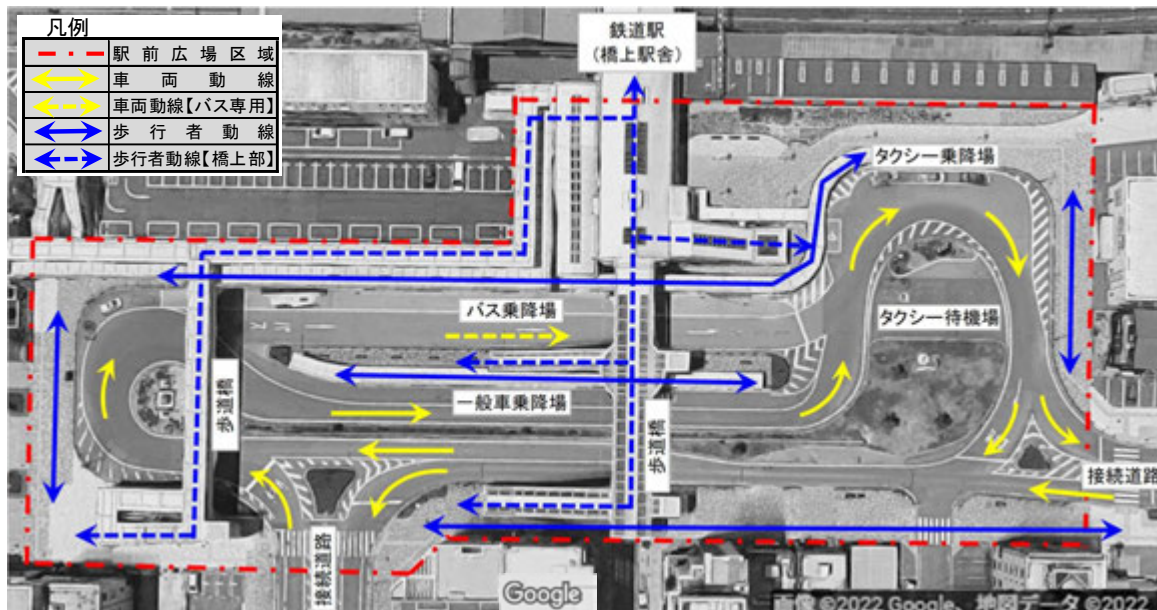 凡例
駅前広場区域
車両動線
車両動線【バス専用】
歩行者動線
歩行者動線【橋上部】
鉄道駅
(橋上駅舎)
タクシー乗降場
バス乗降場
タクシー待機場
一般車乗降場
歩道橋
歩道橋
接続道路
接続道路
Google
画像 ©2022 Google、地図データ ©2022